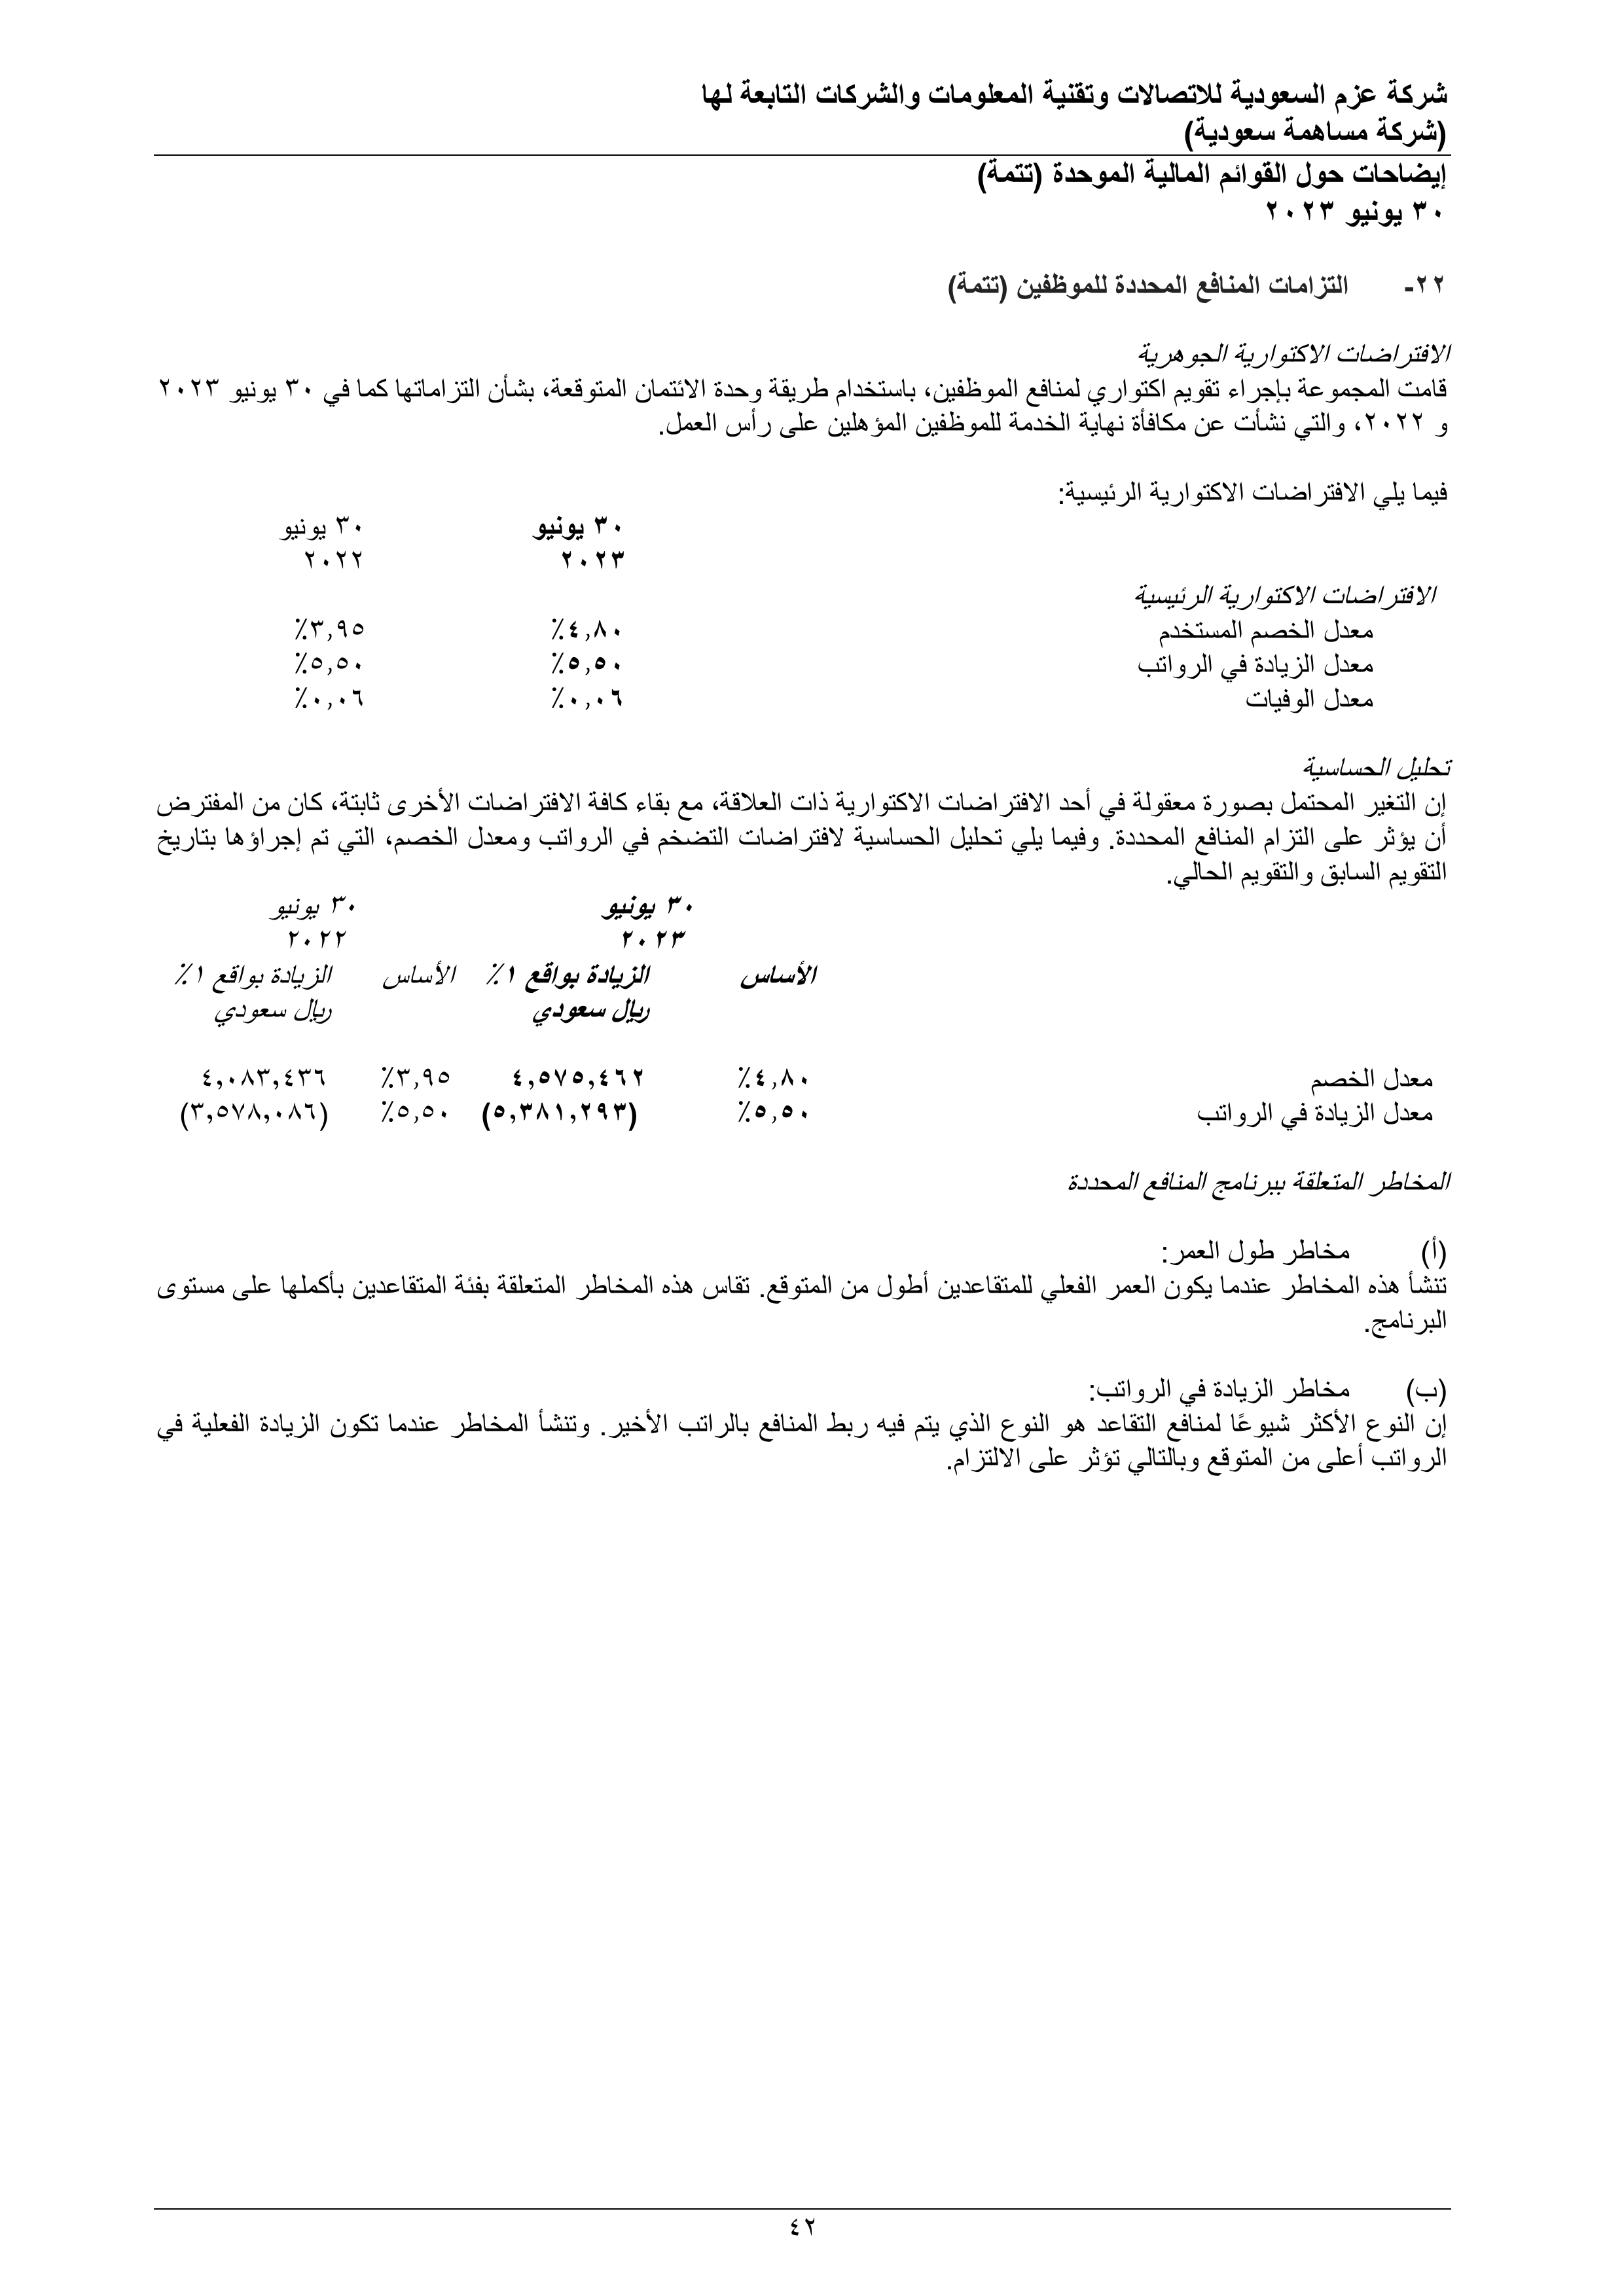 شركة عزم السعودية للاتصالات وتقنية المعلومات والشركات التابعة لها
(شركة مساهمة سعودية)
إيضاحات حول القوائم المالية الموحدة (تتمة)
٣٠ يونيو ٢٠٢٣
٢٢- التزامات المنافع المحددة للموظفين (تتمة)
الافتراضات الاكتوارية الجوهرية
قامت المجموعة بإجراء تقويم اكتواري لمنافع الموظفين، باستخدام طريقة وحدة الائتمان المتوقعة، بشأن التزاماتها كما في ٣٠ يونيو ٢٠٢٣
و ٢٠٢٢، والتي نشأت عن مكافأة نهاية الخدمة للموظفين المؤهلين على رأس العمل.
فيما يلي الافتراضات الاكتوارية الرئيسية:
٣٠ يونيو ٣٠ يونيو
٢٠٢٣ ٢٠٢٢
الافتراضات الاكتوارية الرئيسية
معدل الخصم المستخدم ٤,٨٠٪ ٣,٩٥٪
معدل الزيادة في الرواتب ٥,٥٠٪ ٥,٥٠٪
معدل الوفيات ٠,٠٦٪ ٠,٠٦٪
تحليل الحساسية
إن التغير المحتمل بصورة معقولة في أحد الافتراضات الاكتوارية ذات العلاقة، مع بقاء كافة الافتراضات الأخرى ثابتة، كان من المفترض
أن يؤثر على التزام المنافع المحددة. وفيما يلي تحليل الحساسية لافتراضات التضخم في الرواتب ومعدل الخصم، التي تم إجراؤها بتاريخ
التقويم السابق والتقويم الحالي.
٣٠ يونيو ٣٠ يونيو
٢٠٢٣ ٢٠٢٢
الأساس الزيادة بواقع ١٪ الأساس الزيادة بواقع ١٪
ريال سعودي ريال سعودي
معدل الخصم ٤,٨٠٪ ٤,٥٧٥,٤٦٢ ٣,٩٥٪ ٤,٠٨٣,٤٣٦
معدل الزيادة في الرواتب ٥,٥٠٪ (٥,٣٨١,٢٩٣) ٥,٥٠٪ (٣,٥٧٨,٠٨٦)
المخاطر المتعلقة ببرنامج المنافع المحددة
(أ) مخاطر طول العمر:
تنشأ هذه المخاطر عندما يكون العمر الفعلي للمتقاعدين أطول من المتوقع. تقاس هذه المخاطر المتعلقة بفئة المتقاعدين بأكملها على مستوى
البرنامج.
(ب) مخاطر الزيادة في الرواتب:
إن النوع الأكثر شيوعًا لمنافع التقاعد هو النوع الذي يتم فيه ربط المنافع بالراتب الأخير. وتنشأ المخاطر عندما تكون الزيادة الفعلية في
الرواتب أعلى من المتوقع وبالتالي تؤثر على الالتزام.
٤٢